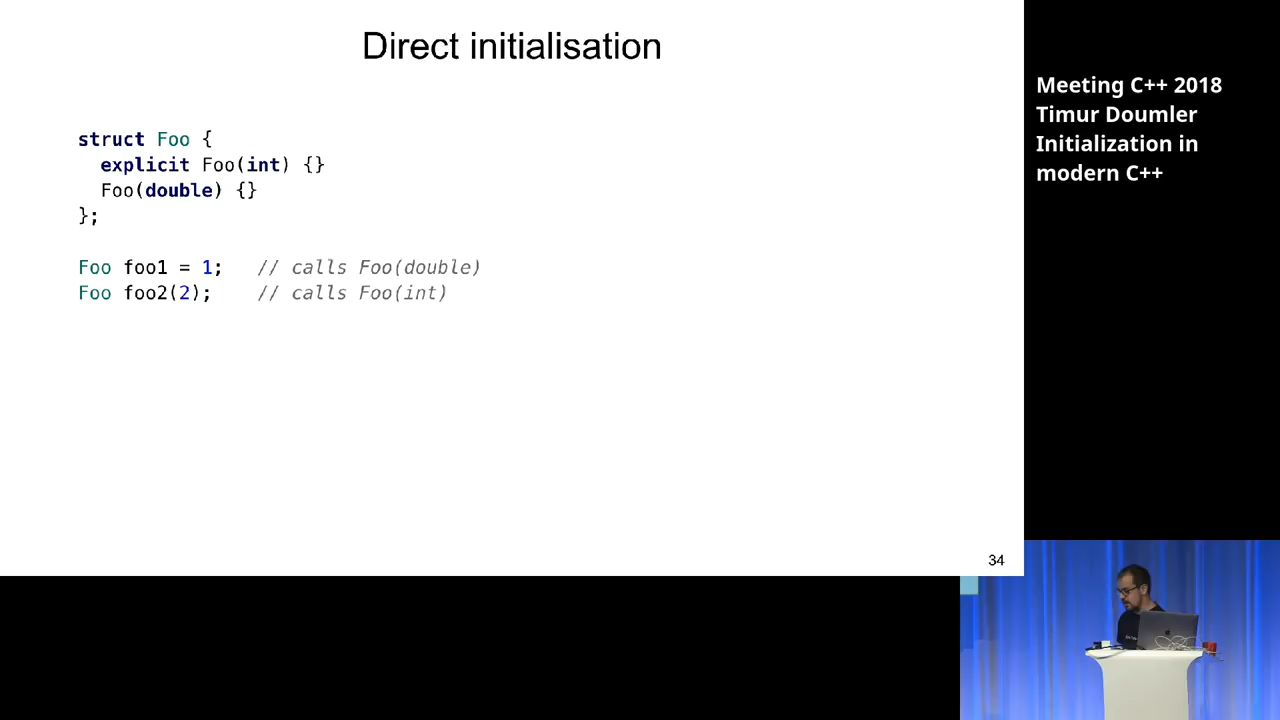 Direct initialisation
struct Foo {
  explicit Foo(int) {}
  Foo(double) {}
};
Foo foo1 = 1;   // calls Foo(double)
Foo foo2(2);    // calls Foo(int)
34
Meeting C++ 2018
Timur Doumler
Initialization in
modern C++